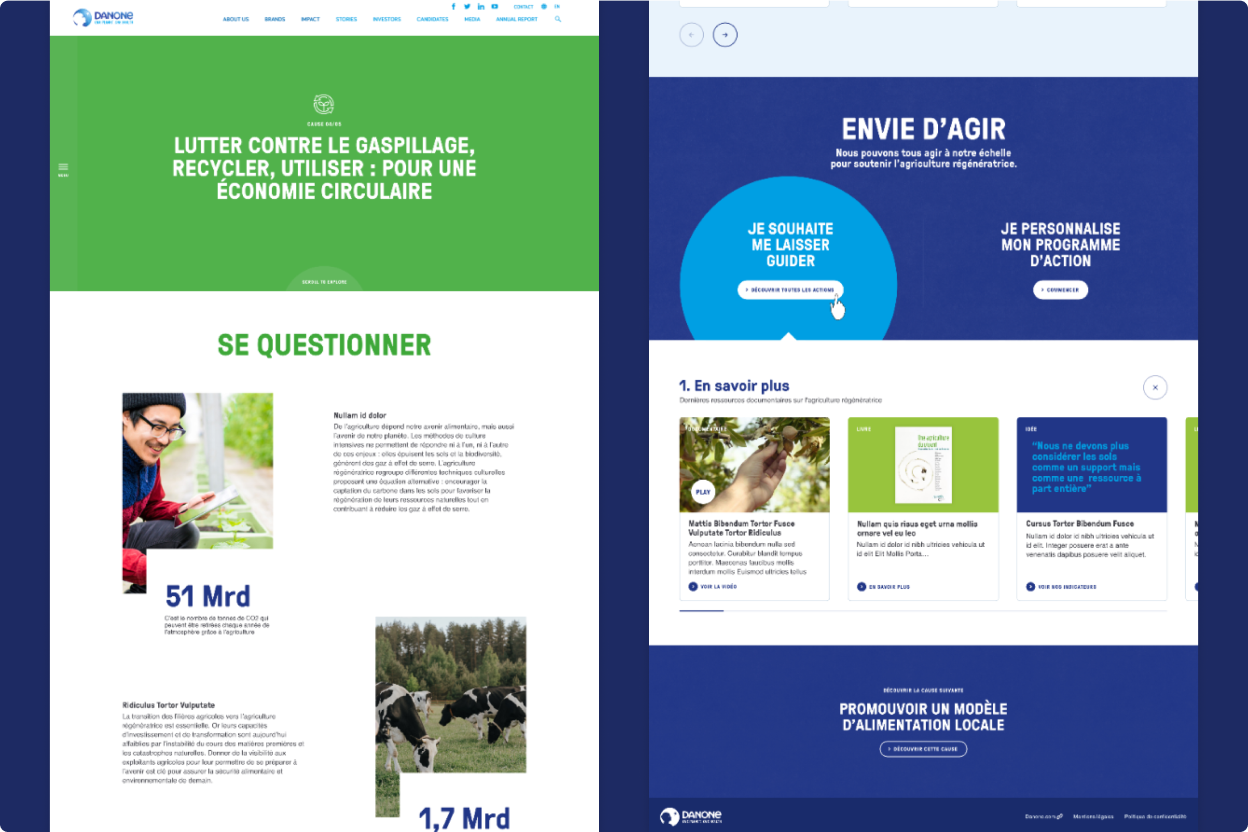 DANONE
ONE PLANET. ONE HEALTH
CONTACT
EN
ABOUT US
BRANDS
IMPACT
STORIES
INVESTORS
CANDIDATES
MEDIA
ANNUAL REPORT
MENU
LUTTER CONTRE LE GASPILLAGE,
RECYCLER, UTILISER : POUR UNE
ÉCONOMIE CIRCULAIRE
SCROLL TO EXPLORE
SE QUESTIONNER
Nullam id dolor
De l'agriculture dépend notre avenir alimentaire, mais aussi
l'avenir de notre planète. Les méthodes de culture
intensives ne permettent de répondre ni à l'un, ni à l'autre
de ces enjeux : elles épuisent les sols et la biodiversité,
génèrent des gaz à effet de serre. L'agriculture
régénératrice regroupe différentes techniques culturelles
proposant une équation alternative : encourager la
captation du carbone dans les sols pour favoriser la
régénération de leurs ressources naturelles tout en
contribuant à réduire les gaz à effet de serre.
51 Mrd
C'est le nombre de tonnes de CO2 qui
peuvent être retirées chaque année de
l'atmosphère grâce à l'agriculture
Ridiculus Tortor Vulputate
La transition des filières agricoles vers l'agriculture
régénératrice est essentielle. Or leurs capacités
d'investissement et de transformation sont aujourd'hui
affaiblies par l'instabilité du cours des matières premières et
les catastrophes naturelles. Donner de la visibilité aux
exploitants agricoles pour leur permettre de se préparer à
l'avenir est clé pour assurer la sécurité alimentaire et
environnementale de demain.
1,7 Mrd
ENVIE D'AGIR
Nous pouvons tous agir à notre échelle
pour soutenir l'agriculture régénératrice.
JE SOUHAITE
ME LAISSER
GUIDER
DÉCOUVRIR TOUTES LES ACTIONS
JE PERSONNALISE
MON PROGRAMME
D'ACTION
COMMENCER
1. En savoir plus
Dernières ressources documentaires sur l'agriculture régénératrice
DOCUMENTAIRE
PLAY
Mattis Bibendum Tortor Fusce
Vulputate Tortor Ridiculus
Aenean lacinia bibendum nulla sed
consectetur. Curabitur blandit tempus
porttitor. Maecenas faucibus mollis
interdum mollis Euismod ultricies tellus
VOIR LA VIDÉO
LIVRE
Nullam quis risus eget urna mollis
ornare vel eu leo
Nullam id dolor id nibh ultricies vehicula ut
id elit Elit Mollis Porta...
EN SAVOIR PLUS
IDÉE
"Nous ne devons plus
considérer les sols
comme un support mais
comme une ressource à
part entière"
Cursus Tortor Bibendum Fusce
Nullam id dolor id nibh ultricies vehicula ut
id elit. Integer posuere erat a ante
venenatis dapibus posuere velit aliquet.
VOIR NOS INDICATEURS
DÉCOUVRIR LA CAUSE SUIVANTE
PROMOUVOIR UN MODÈLE
D'ALIMENTATION LOCALE
DÉCOUVRIR CETTE CAUSE
DANONE
ONE PLANET. ONE HEALTH
Danone.com
Mentions légales
Politique de confidentialité